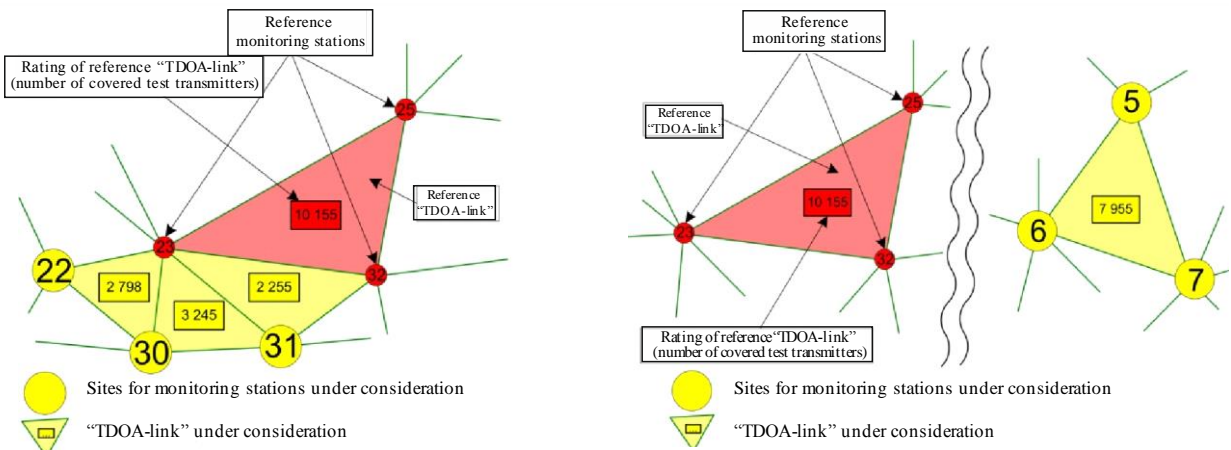 Reference
monitoring stations
Rating of reference “TDOA-link”
(number of covered test transmitters)
25
10 155
Reference
“TDOA-link”
23
32
22
2 798
2 255
3 245
30
31
Sites for monitoring stations under consideration
“TDOA-link” under consideration
Reference
monitoring stations
25
Reference
“TDOA-link”
10 155
23
32
Rating of reference“TDOA-link”
(number of covered test transmitters)
5
7 955
6
7
Sites for monitoring stations under consideration
“TDOA-link” under consideration